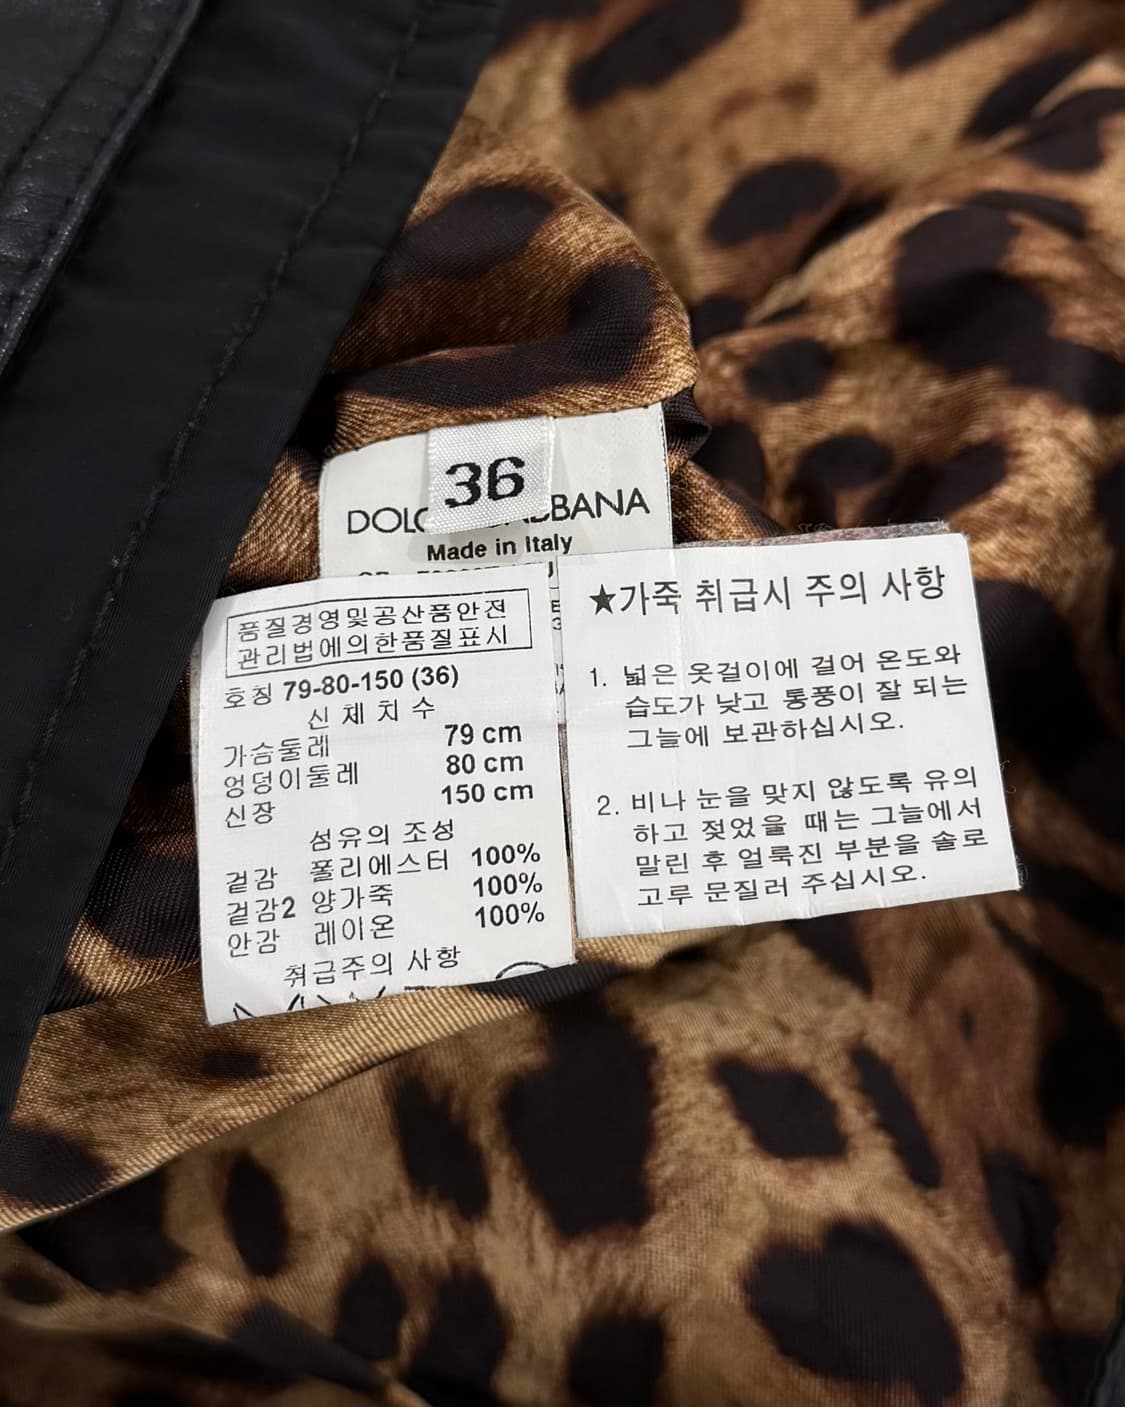 36
DOLC ABBANA
Made in Italy
품질경영및공산품안전
관리법에의한품질표시
호칭 79-80-150 (36)
신체치수
가슴둘레 79 cm
엉덩이둘레 80 cm
신장 150 cm
섬유의 조성
겉감 폴리에스터 100%
겉감2 양가죽 100%
안감 레이온 100%
취급주의 사항
★가죽 취급시 주의 사항
1. 넓은 옷걸이에 걸어 온도와
습도가 낮고 통풍이 잘 되는
그늘에 보관하십시오.
2. 비나 눈을 맞지 않도록 유의
하고 젖었을 때는 그늘에서
말린 후 얼룩진 부분을 솔로
고루 문질러 주십시오.